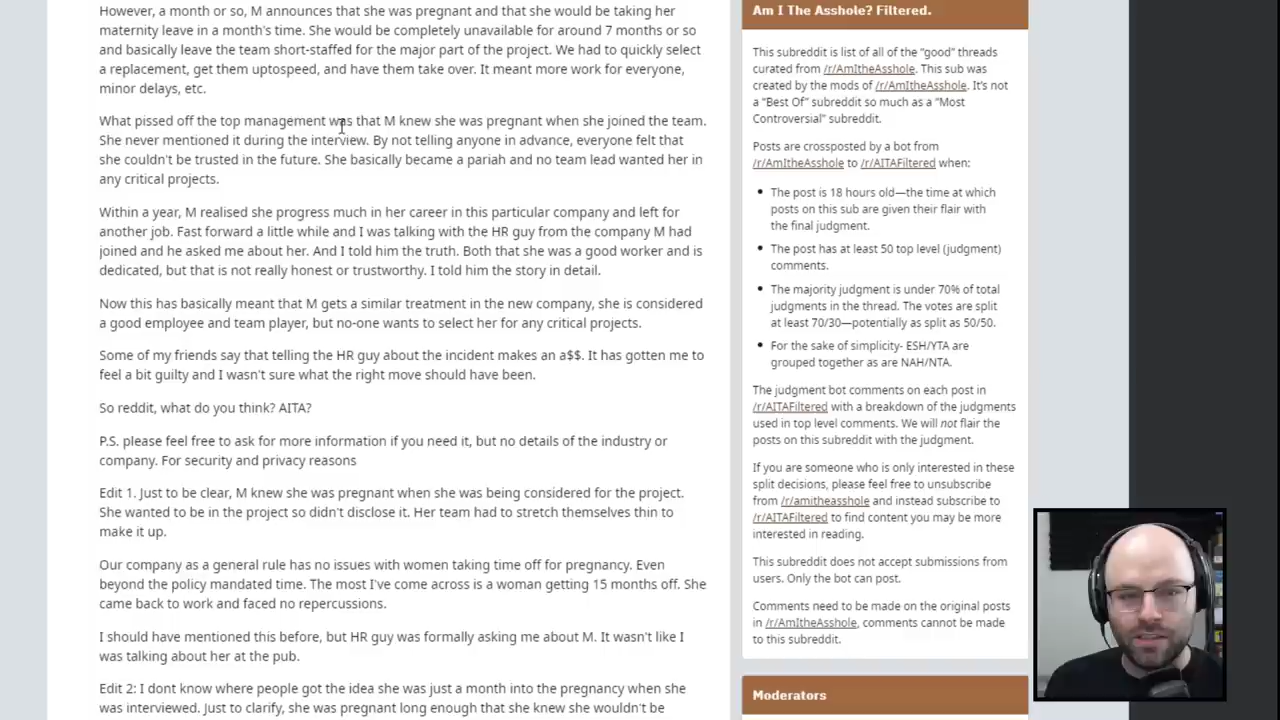 However, a month or so, M announces that she was pregnant and that she would be taking her
maternity leave in a month's time. She would be completely unavailable for around 7 months or so
and basically leave the team short-staffed for the major part of the project. We had to quickly select
a replacement, get them uptospeed, and have them take over. It meant more work for everyone,
minor delays, etc.
What pissed off the top management was that M knew she was pregnant when she joined the team.
She never mentioned it during the interview. By not telling anyone in advance, everyone felt that
she couldn't be trusted in the future. She basically became a pariah and no team lead wanted her in
any critical projects.
Within a year, M realised she progress much in her career in this particular company and left for
another job. Fast forward a little while and I was talking with the HR guy from the company M had
joined and he asked me about her. And I told him the truth. Both that she was a good worker and is
dedicated, but that is not really honest or trustworthy. I told him the story in detail.
Now this has basically meant that M gets a similar treatment in the new company, she is considered
a good employee and team player, but no-one wants to select her for any critical projects.
Some of my friends say that telling the HR guy about the incident makes an a$$. It has gotten me to
feel a bit guilty and I wasn't sure what the right move should have been.
So reddit, what do you think? AITA?
P.S. please feel free to ask for more information if you need it, but no details of the industry or
company. For security and privacy reasons
Edit 1. Just to be clear, M knew she was pregnant when she was being considered for the project.
She wanted to be in the project so didn't disclose it. Her team had to stretch themselves thin to
make it up.
Our company as a general rule has no issues with women taking time off for pregnancy. Even
beyond the policy mandated time. The most I've come across is a woman getting 15 months off. She
came back to work and faced no repercussions.
I should have mentioned this before, but HR guy was formally asking me about M. It wasn't like I
was talking about her at the pub.
Edit 2: I dont know where people got the idea she was just a month into the pregnancy when she
was interviewed. Just to clarify, she was pregnant long enough that she knew she wouldn't be
Am I The Asshole? Filtered.
This subreddit is list of all of the “good” threads
curated from /r/AmItheAsshole. This sub was
created by the mods of /r/AmItheAsshole. It's not
a “Best Of” subreddit so much as a “Most
Controversial” subreddit.
Posts are crossposted by a bot from
/r/AmItheAsshole to /r/AITAFiltered when:
• The post is 18 hours old—the time at which
posts on this sub are given their flair with
the final judgment.
• The post has at least 50 top level (judgment)
comments.
• The majority judgment is under 70% of total
judgments in the thread. The votes are split
at least 70/30—potentially as split as 50/50.
• For the sake of simplicity- ESH/YTA are
grouped together as are NAH/NTA.
The judgment bot comments on each post in
/r/AITAFiltered with a breakdown of the judgments
used in top level comments. We will not flair the
posts on this subreddit with the judgment.
If you are someone who is only interested in these
split decisions, please feel free to unsubscribe
from /r/amitheasshole and instead subscribe to
/r/AITAFiltered to find content you may be more
interested in reading.
This subreddit does not accept submissions from
users. Only the bot can post.
Comments need to be made on the original posts
in /r/AmItheAsshole, comments cannot be made
to this subreddit.
Moderators